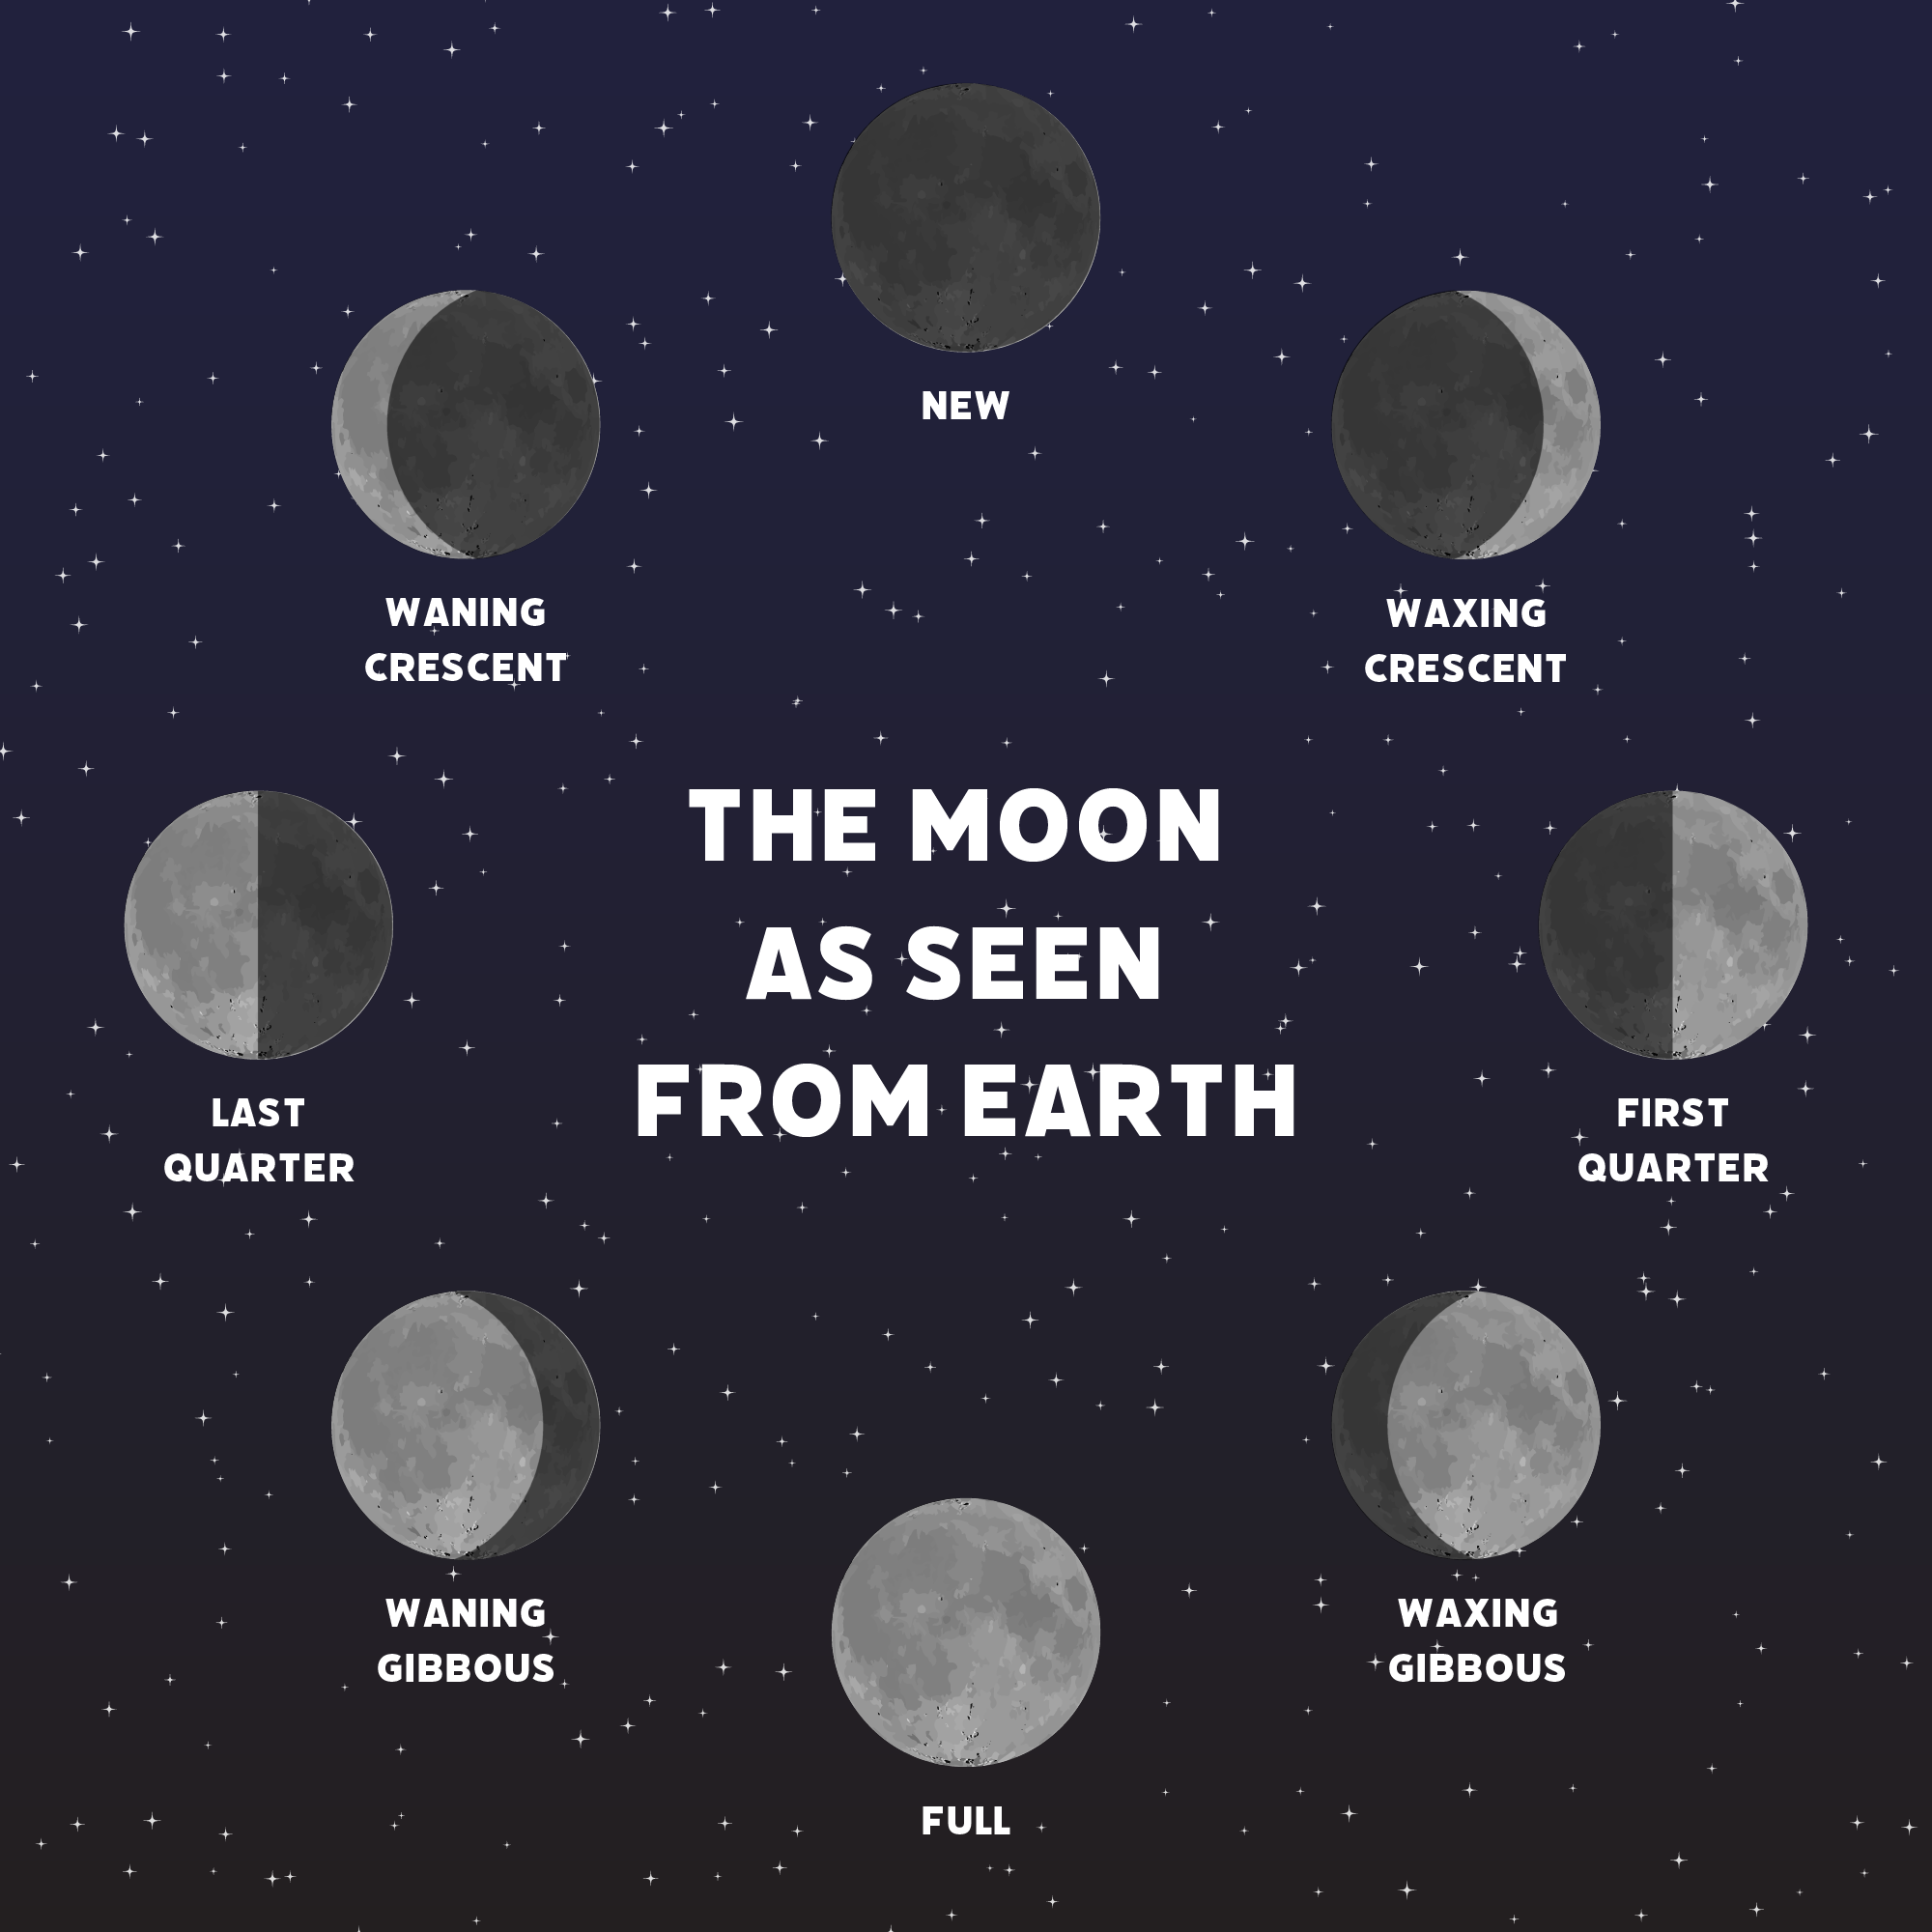 NEW
WANING
CRESCENT
WAXING
CRESCENT
THE MOON
AS SEEN
FROM EARTH
LAST
QUARTER
FIRST
QUARTER
WANING
GIBBOUS
WAXING
GIBBOUS
FULL